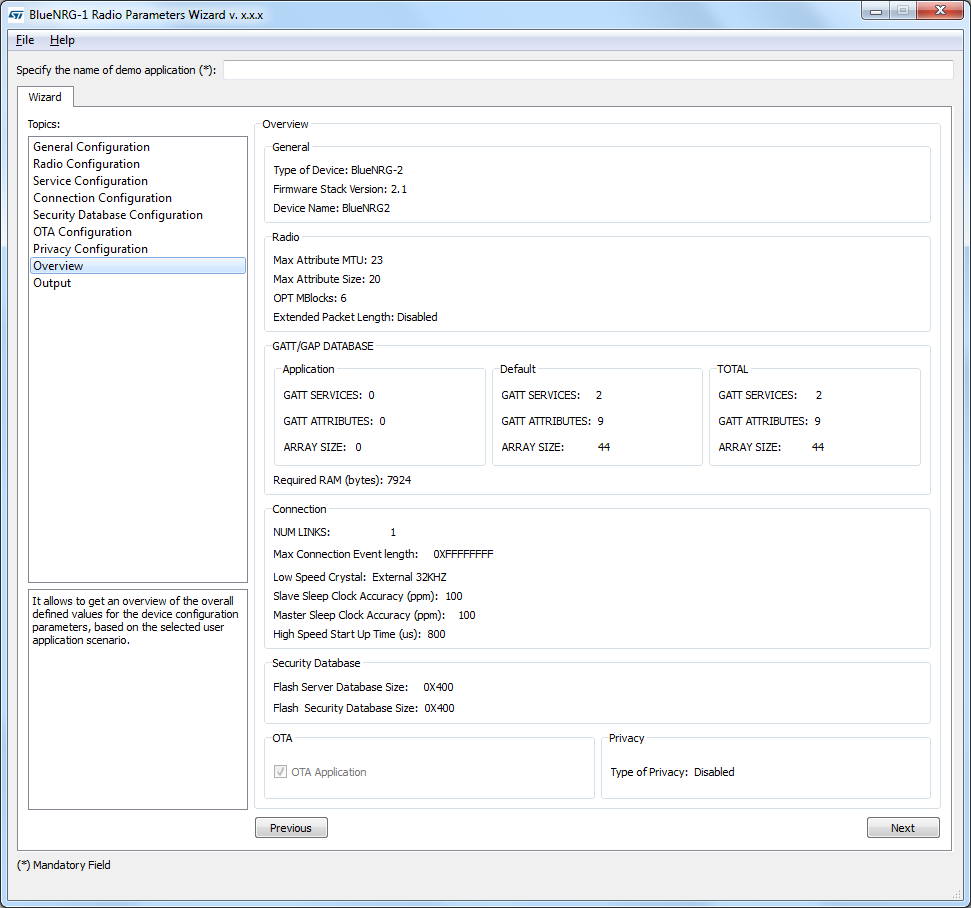 BlueNRG-1 Radio Parameters Wizard v. x.x.x
File Help
Specify the name of demo application (*):
Wizard
Topics:
General Configuration
Radio Configuration
Service Configuration
Connection Configuration
Security Database Configuration
OTA Configuration
Privacy Configuration
Overview
Output
It allows to get an overview of the overall
defined values for the device configuration
parameters, based on the selected user
application scenario.
Overview
General
Type of Device: BlueNRG-2
Firmware Stack Version: 2.1
Device Name: BlueNRG2
Radio
Max Attribute MTU: 23
Max Attribute Size: 20
OPT MBlocks: 6
Extended Packet Length: Disabled
GATT/GAP DATABASE
Application
GATT SERVICES: 0
GATT ATTRIBUTES: 0
ARRAY SIZE: 0
Default
GATT SERVICES: 2
GATT ATTRIBUTES: 9
ARRAY SIZE: 44
TOTAL
GATT SERVICES: 2
GATT ATTRIBUTES: 9
ARRAY SIZE: 44
Required RAM (bytes): 7924
Connection
NUM LINKS: 1
Max Connection Event length: 0XFFFFFFFF
Low Speed Crystal: External 32KHZ
Slave Sleep Clock Accuracy (ppm): 100
Master Sleep Clock Accuracy (ppm): 100
High Speed Start Up Time (us): 800
Security Database
Flash Server Database Size: 0X400
Flash Security Database Size: 0X400
OTA
OTA Application
Privacy
Type of Privacy: Disabled
Previous
Next
(*) Mandatory Field